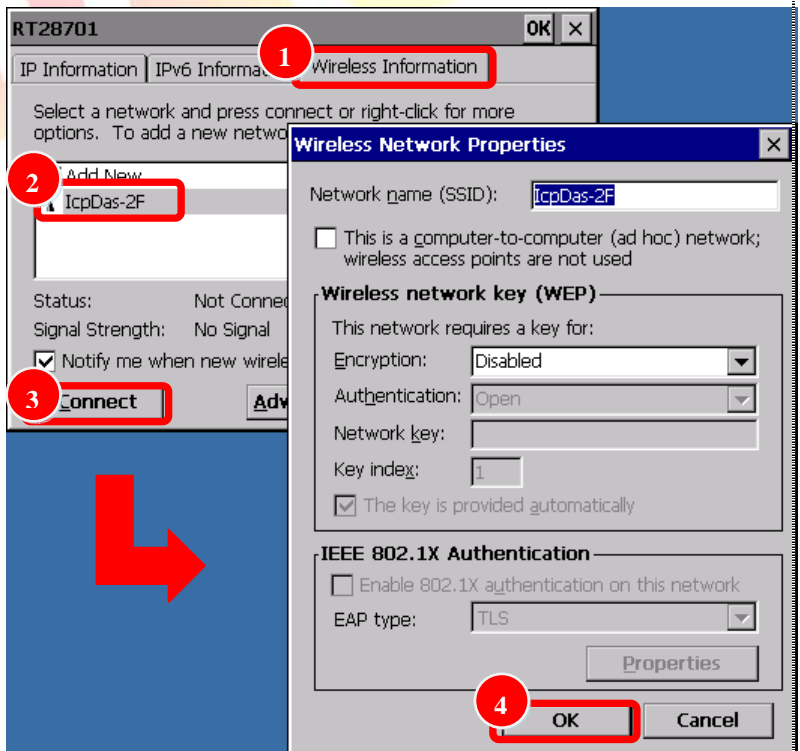 RT28701 OK ×
1
IP Information IPv6 Informat Wireless Information
Select a network and press connect or right-click for more
options. To add a new netwo
2
Add New
IcpDas-2F
Status: Not Connec
Signal Strength: No Signal
Notify me when new wirele
3
Connect Adv
Wireless Network Properties ×
Network name (SSID): IcpDas-2F
This is a computer-to-computer (ad hoc) network;
wireless access points are not used
Wireless network key (WEP)
This network requires a key for:
Encryption: Disabled
Authentication: Open
Network key:
Key index: 1
The key is provided automatically
IEEE 802.1X Authentication
Enable 802.1X authentication on this network
EAP type: TLS
Properties
4
OK Cancel